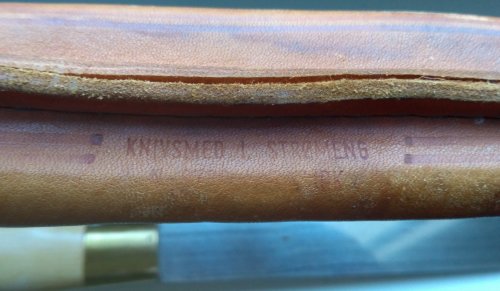 KNIVSMED I. STRØMENG